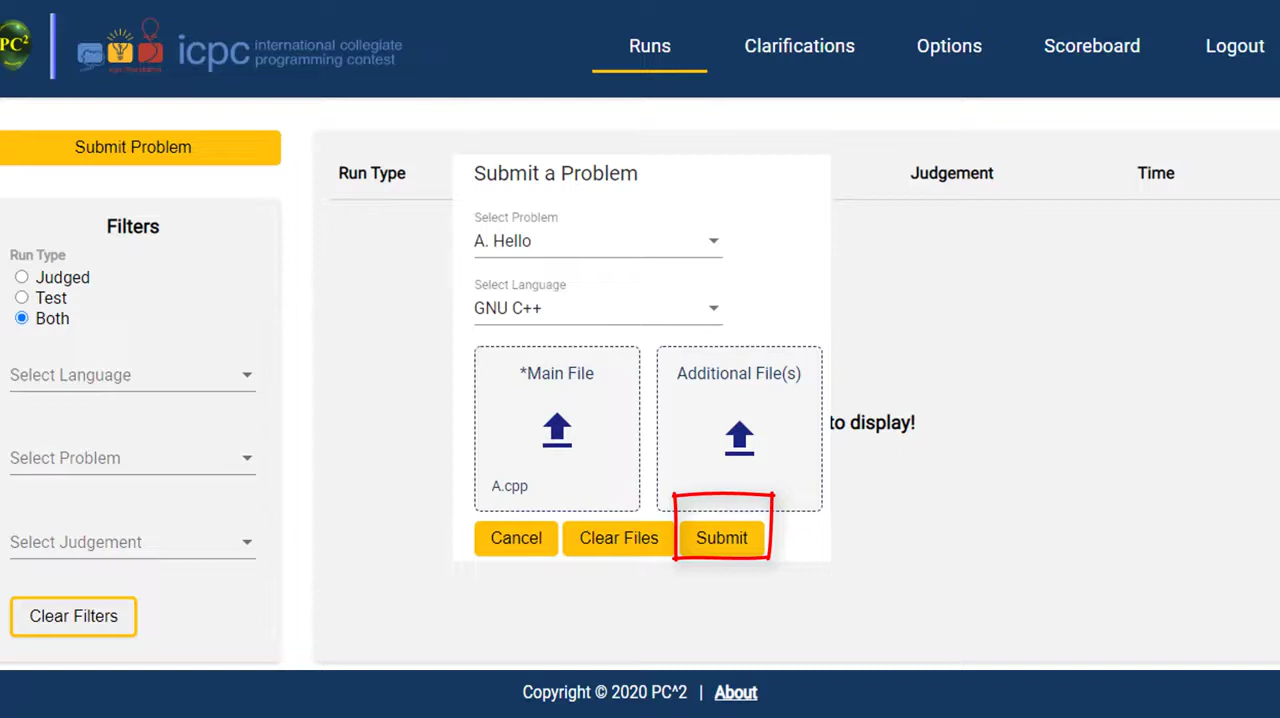 PC²
icpc international collegiate
programming contest
Runs
Clarifications
Options
Scoreboard
Logout
Submit Problem
Filters
Run Type
Judged
Test
Both
Select Language
Select Problem
Select Judgement
Clear Filters
Run Type
Judgement
Time
to display!
Submit a Problem
Select Problem
A. Hello
Select Language
GNU C++
*Main File
Additional File(s)
A.cpp
Cancel
Clear Files
Submit
Copyright © 2020 PC^2 | About